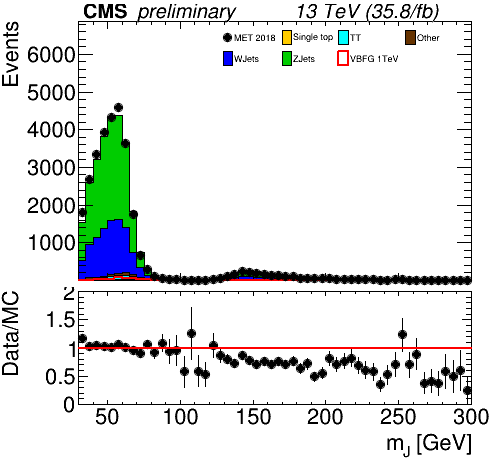 CMS preliminary 13 TeV (35.8/fb)
Events
MET 2018 Single top TT Other
WJets ZJets VBFG 1TeV
6000
5000
4000
3000
2000
1000
Data/MC
2
1.5
1
0.5
0
50 100 150 200 250 300
m_J [GeV]